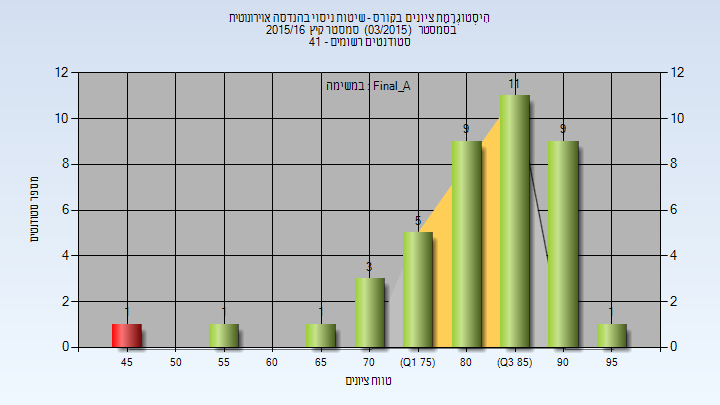 היסטוגרמת ציונים בקורס - שיטות ניסוי בהנדסה אוירונוטית
בסמסטר (03/2015) סמסטר קיץ 2015/16
סטודנטים רשומים - 41
במשימה : Final_A
12 12
10 10
8 8
6 6
4 4
2 2
0 0
מספר סטודנטים
1 1 1 3 5 9 11 9 1
45 50 55 60 65 70 (Q1 75) 80 (Q3 85) 90 95
טווח ציונים